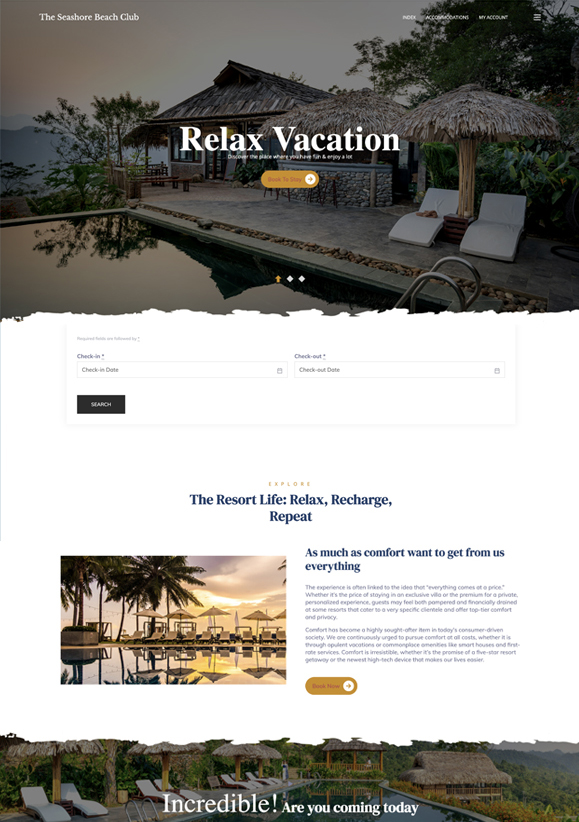 The Seashore Beach Club
INDEX ACCOMMODATIONS MY ACCOUNT
Relax Vacation
Discover the place where you have fun & enjoy a lot
Book To Stay
Required fields are followed by *
Check-in * Check-out *
Check-in Date Check-out Date
SEARCH
EXPLORE
The Resort Life: Relax, Recharge,
Repeat
As much as comfort want to get from us
everything
The experience is often linked to the idea that "everything comes at a price."
Whether it's the price of staying in an exclusive villa or the premium for a private,
personalized experience, guests may feel both pampered and financially drained
at some resorts that cater to a very specific clientele and offer top-tier comfort
and privacy.
Comfort has become a highly sought-after item in today's consumer-driven
society. We are continuously urged to pursue comfort at all costs, whether it is
through opulent vacations or commonplace amenities like smart houses and first-
rate services. Comfort is irresistible, whether it's the promise of a five-star resort
getaway or the newest high-tech device that makes our lives easier.
Book Now
Incredible! Are you coming today